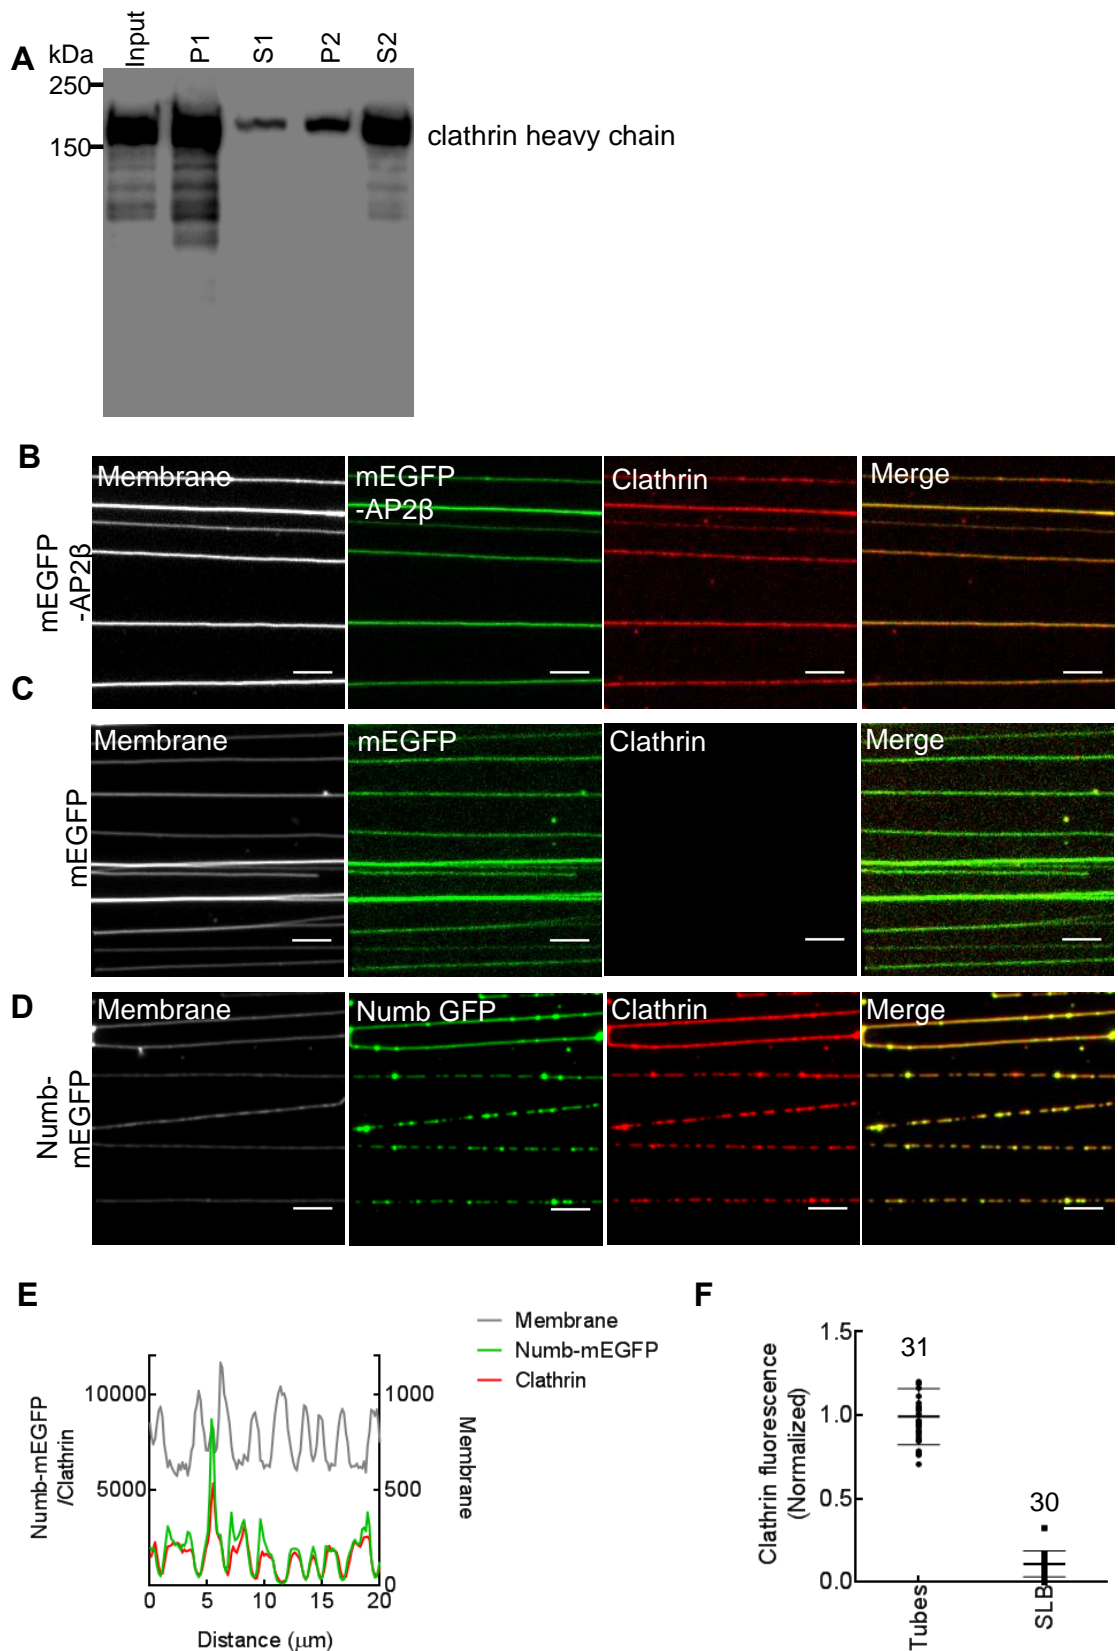 A
kDa
Input
P1
S1
P2
S2
250
150
clathrin heavy chain
B
mEGFP
-AP2β
Membrane
mEGFP
-AP2β
Clathrin
Merge
C
mEGFP
Membrane
mEGFP
Clathrin
Merge
D
Numb-
mEGFP
Membrane
Numb GFP
Clathrin
Merge
E
Membrane
Numb-mEGFP
Clathrin
Numb-mEGFP
/Clathrin
10000
5000
0
1000
500
0
Membrane
0 5 10 15 20
Distance (μm)
F
Clathrin fluorescence
(Normalized)
1.5
1.0
0.5
0.0
31
30
Tubes
SLB